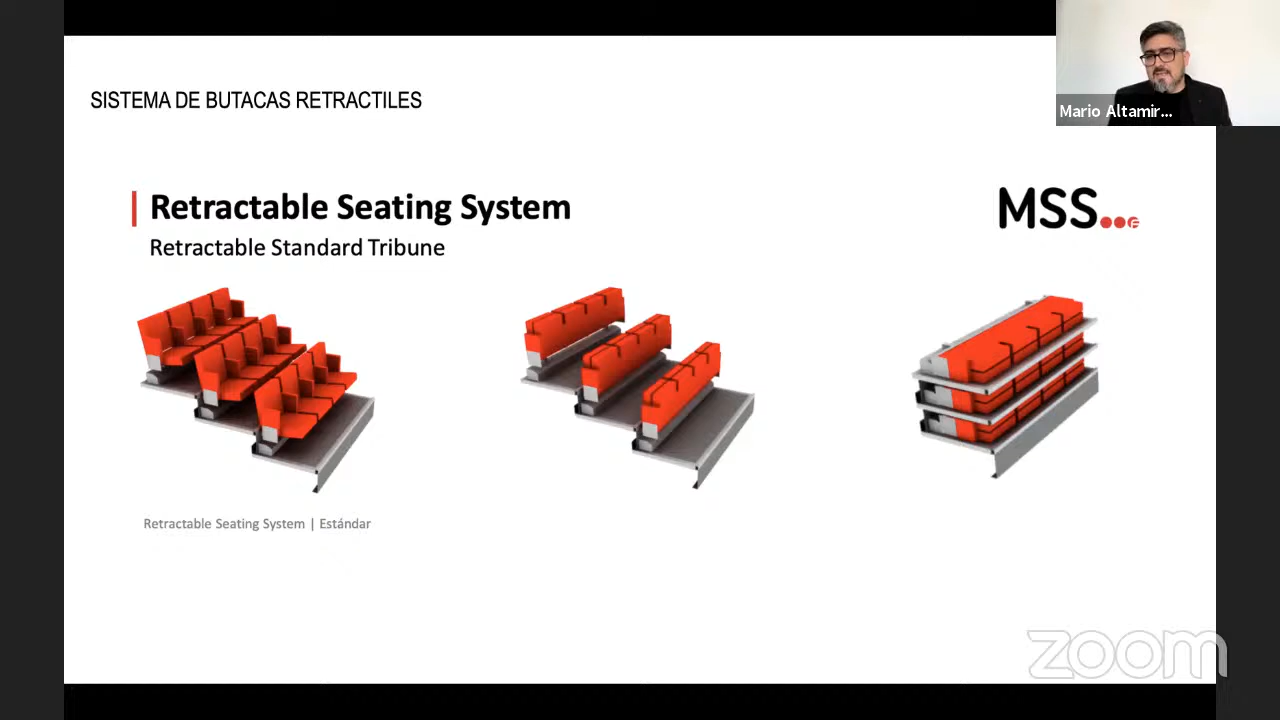 SISTEMA DE BUTACAS RETRACTILES
Mario Altamir...
Retractable Seating System
MSS
Retractable Standard Tribune
Retractable Seating System | Estándar
zoom